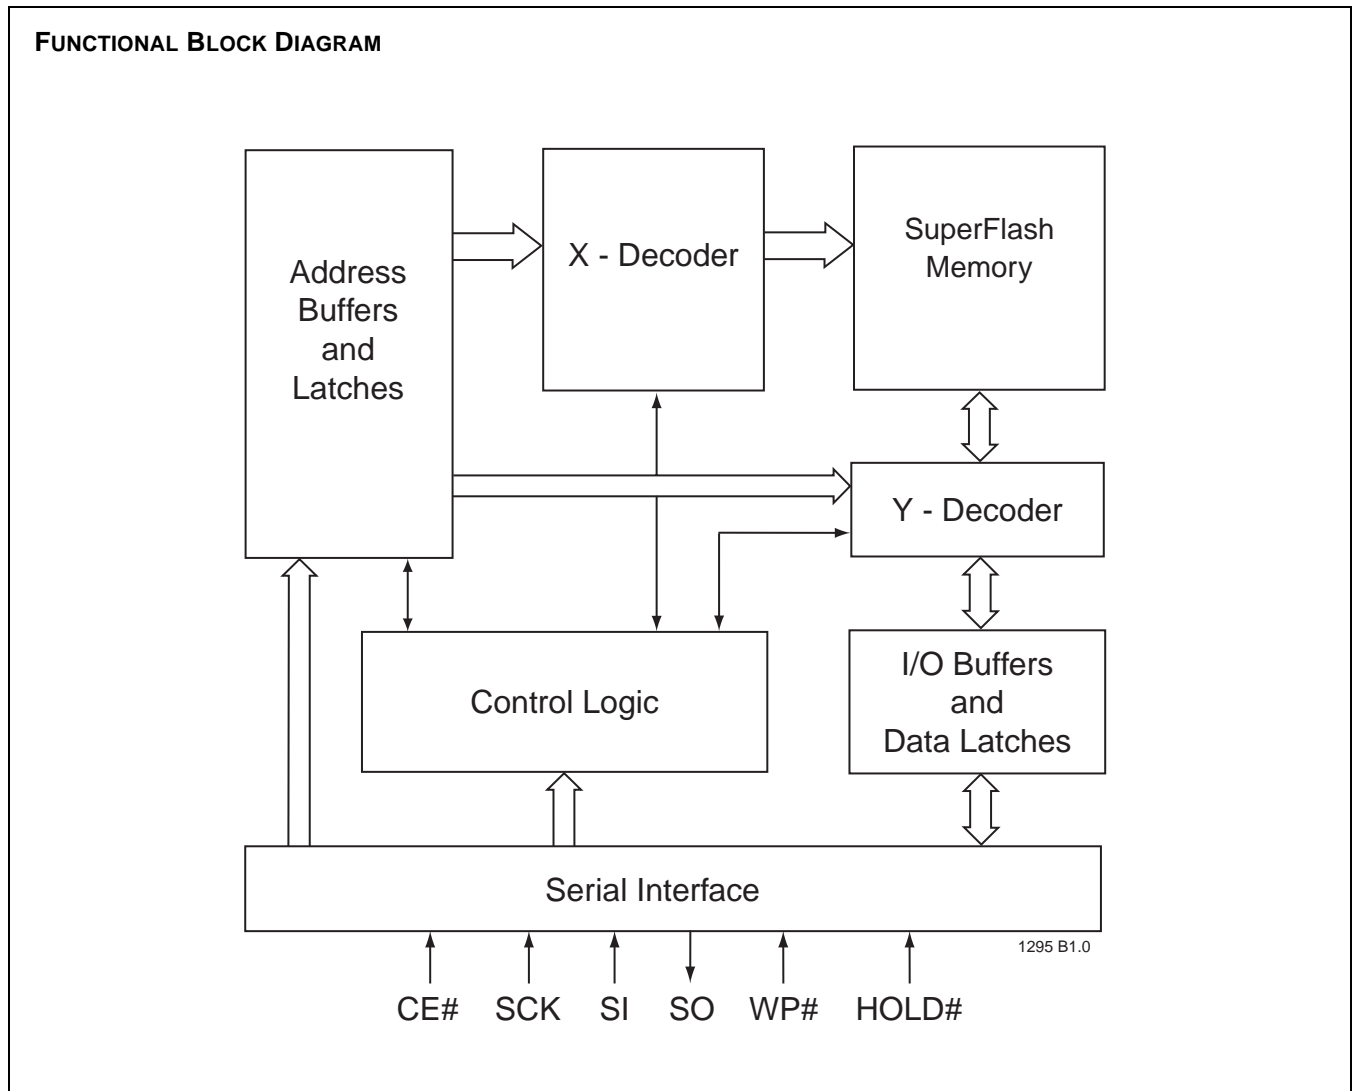 FUNCTIONAL BLOCK DIAGRAM
Address
Buffers
and
Latches
X - Decoder
SuperFlash
Memory
Y - Decoder
Control Logic
I/O Buffers
and
Data Latches
Serial Interface
1295 B1.0
CE# SCK SI SO WP# HOLD#